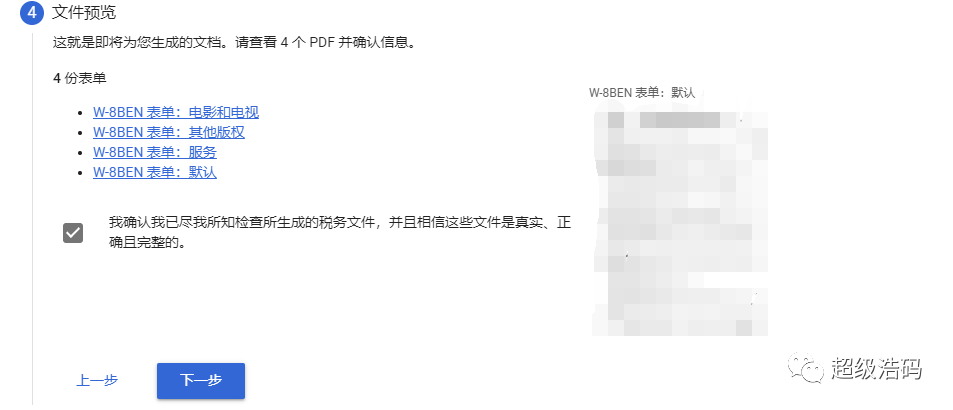 4 文件预览
这就是即将为您生成的文档。请查看 4 个 PDF 并确认信息。
4 份表单
W-8BEN 表单：电影和电视
W-8BEN 表单：其他版权
W-8BEN 表单：服务
W-8BEN 表单：默认
W-8BEN 表单：默认
我确认我已尽我所知检查所生成的税务文件，并且相信这些文件是真实、正
确且完整的。
上一步
下一步
超级浩码